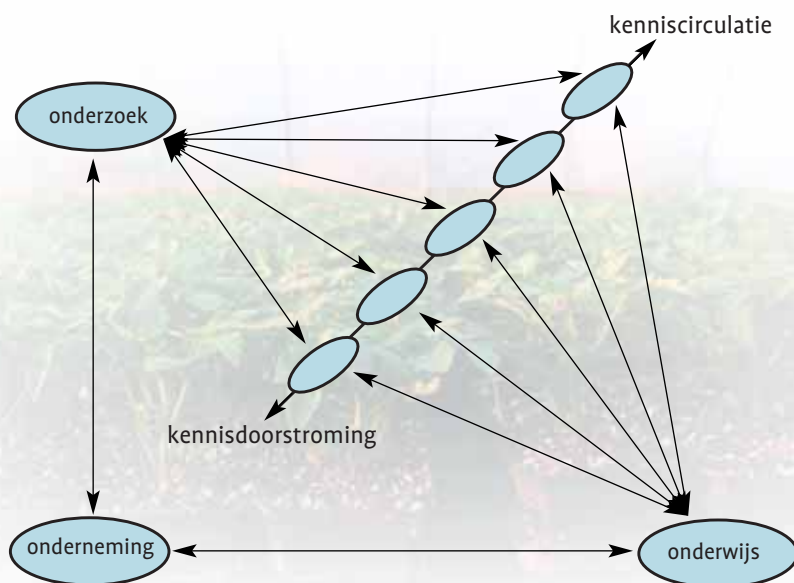 kenniscirculatie
onderzoek
kennisdoorstroming
onderneming
onderwijs